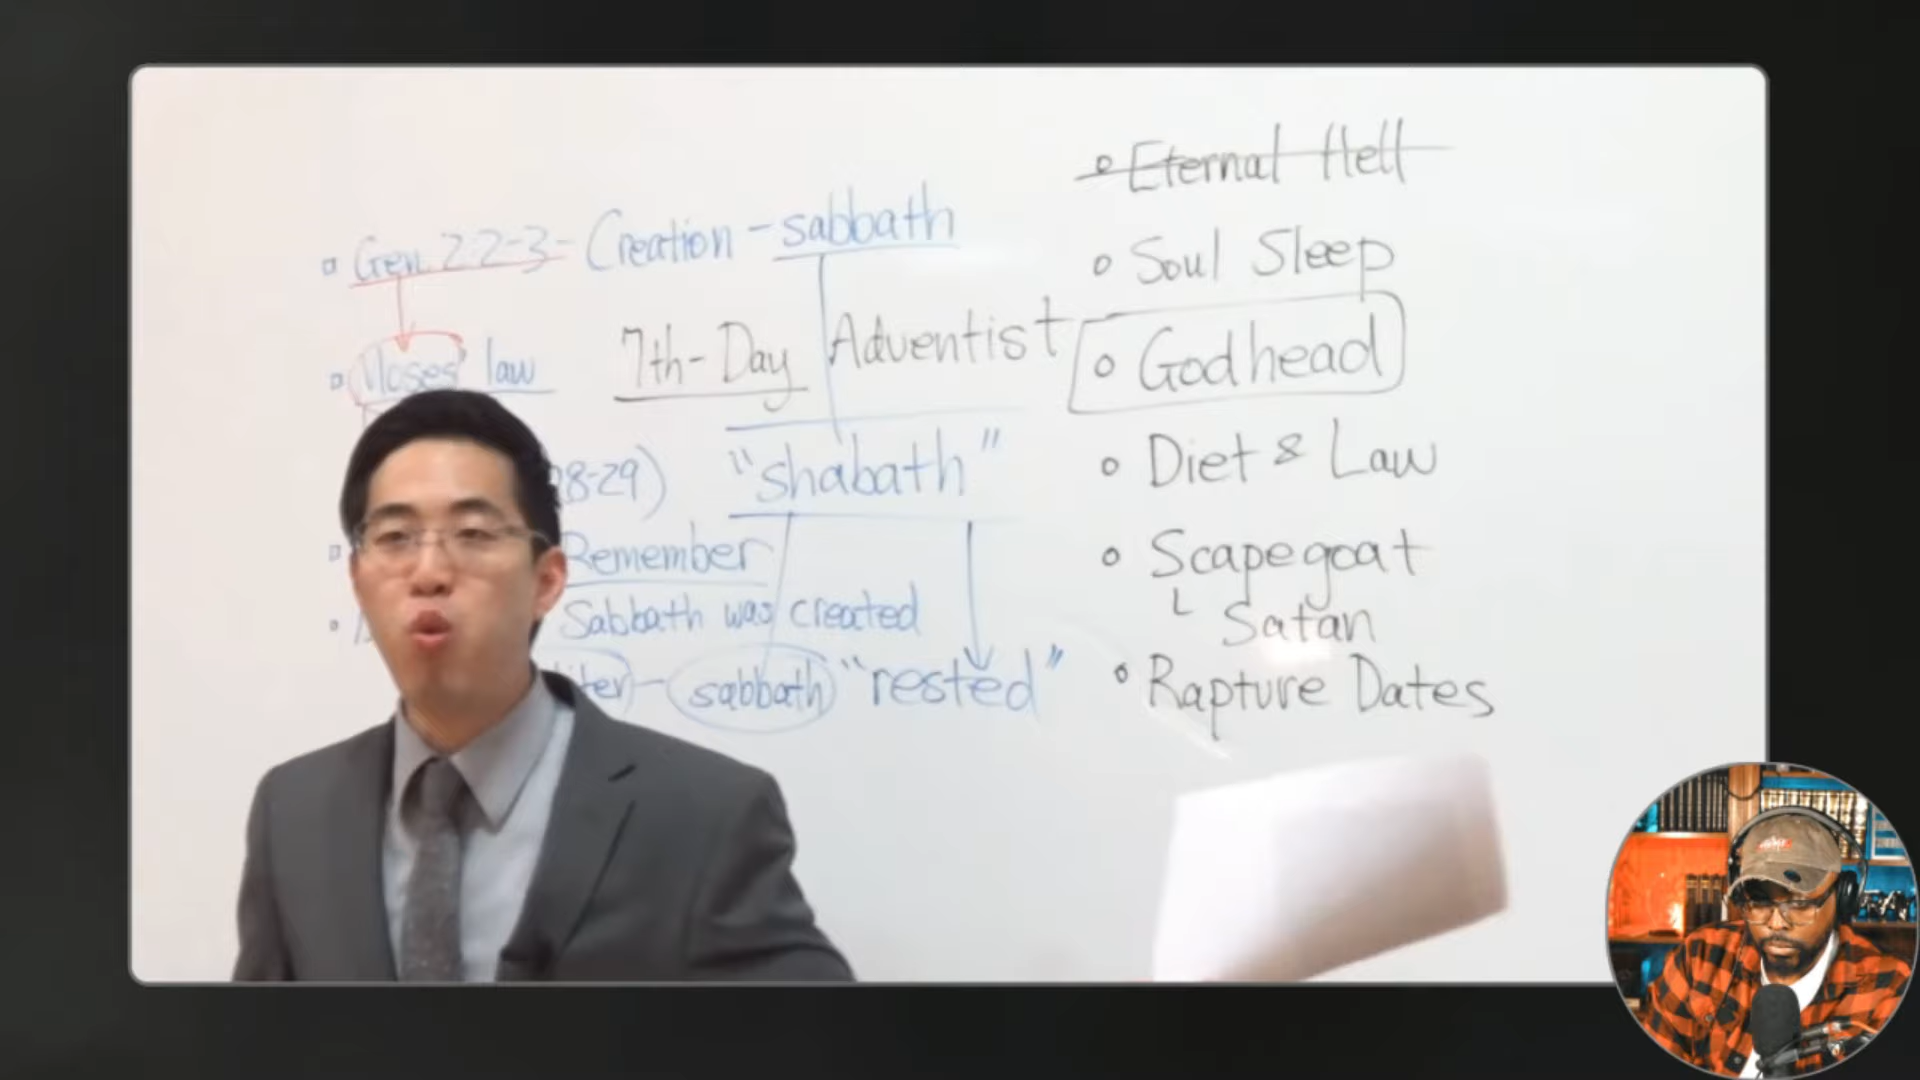 ▫ Gen 2:2-3 - Creation - sabbath
▫ Moses' law
7th-Day Adventist
28-29)
"shabath"
Remember
Sabbath was created
sabbath "rested"
∘ Eternal Hell
∘ Soul Sleep
∘ Godhead
∘ Diet & Law
∘ Scapegoat
└ Satan
∘ Rapture Dates